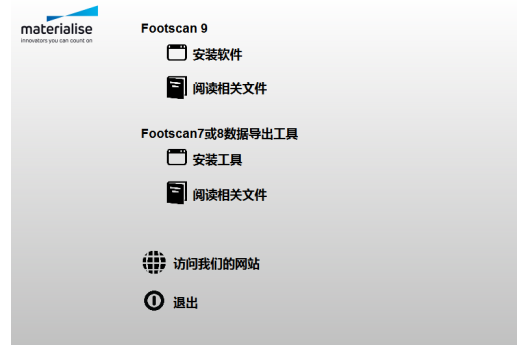 materialise
innovators you can count on
Footscan 9
安装软件
阅读相关文件
Footscan7或8数据导出工具
安装工具
阅读相关文件
访问我们的网站
退出